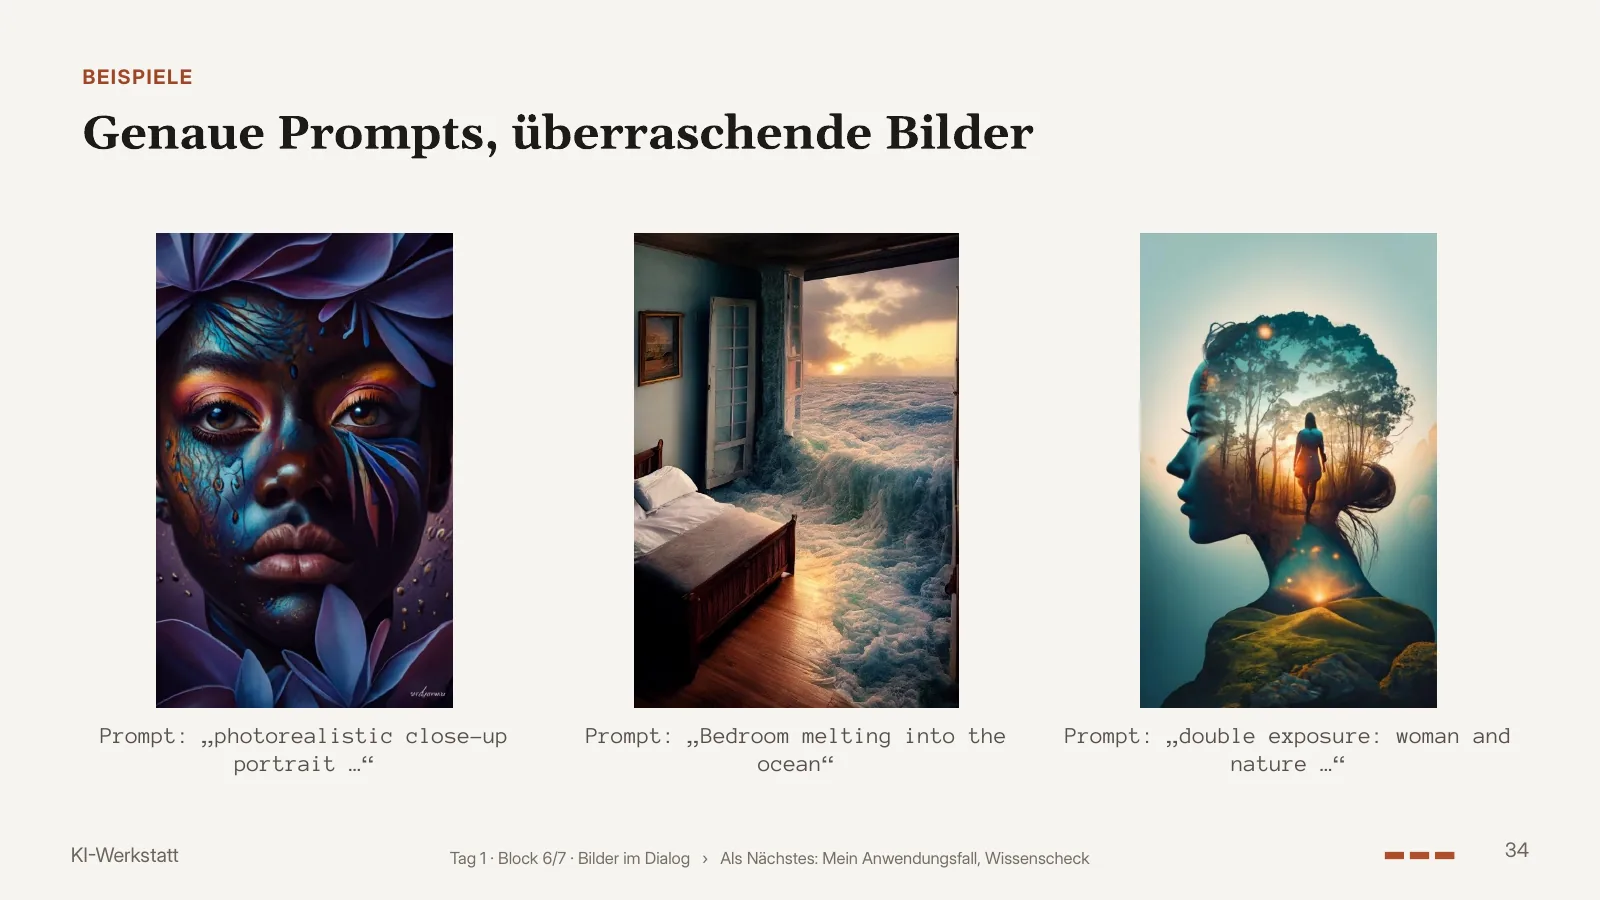 BEISPIELE
Genaue Prompts, überraschende Bilder
Prompt: „photorealistic close-up
portrait …“
Prompt: „Bedroom melting into the
ocean“
Prompt: „double exposure: woman and
nature …“
KI-Werkstatt
Tag 1 · Block 6/7 · Bilder im Dialog › Als Nächstes: Mein Anwendungsfall, Wissenscheck
34